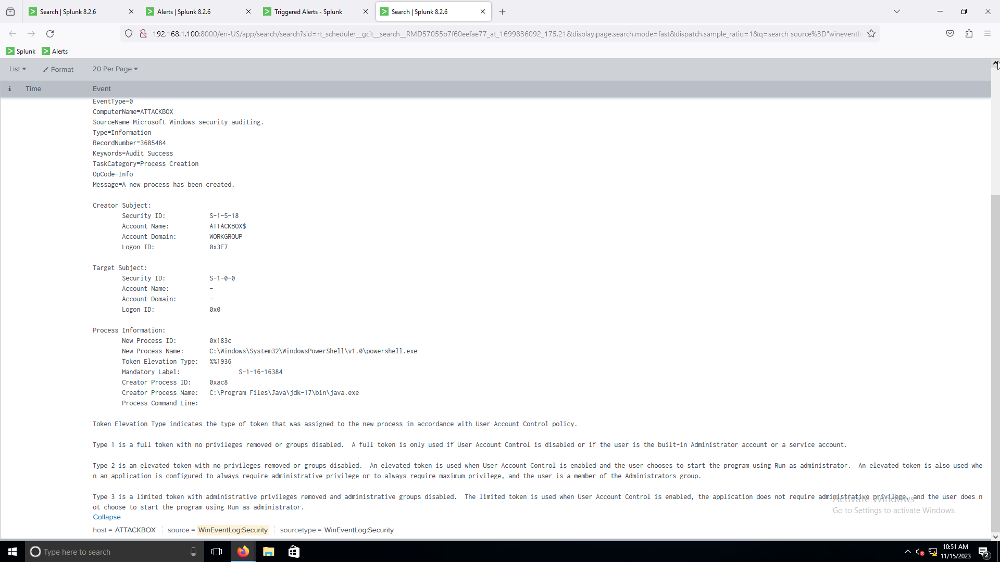 Search | Splunk 8.2.6
Alerts | Splunk 8.2.6
Triggered Alerts - Splunk
Search | Splunk 8.2.6
192.168.1.100:8000/en-US/app/search/search?sid=rt_scheduler__gcit__search__RMD57055b7f60eefae77_at_1699836092_175.21&display.page.search.mode=fast&dispatch.sample_ratio=1&q=search source%3D"wineventlo
Splunk
Alerts
List
Format
20 Per Page
i
Time
Event
EventType=0
ComputerName=ATTACKBOX
SourceName=Microsoft Windows security auditing.
Type=Information
RecordNumber=3685484
Keywords=Audit Success
TaskCategory=Process Creation
OpCode=Info
Message=A new process has been created.
Creator Subject:
Security ID: S-1-5-18
Account Name: ATTACKBOX$
Account Domain: WORKGROUP
Logon ID: 0x3E7
Target Subject:
Security ID: S-1-0-0
Account Name: -
Account Domain: -
Logon ID: 0x0
Process Information:
New Process ID: 0x183c
New Process Name: C:\Windows\System32\WindowsPowerShell\v1.0\powershell.exe
Token Elevation Type: %%1936
Mandatory Label: S-1-16-16384
Creator Process ID: 0xac8
Creator Process Name: C:\Program Files\Java\jdk-17\bin\java.exe
Process Command Line:
Token Elevation Type indicates the type of token that was assigned to the new process in accordance with User Account Control policy.
Type 1 is a full token with no privileges removed or groups disabled.  A full token is only used if User Account Control is disabled or if the user is the built-in Administrator account or a service account.
Type 2 is an elevated token with no privileges removed or groups disabled.  An elevated token is used when User Account Control is enabled and the user chooses to start the program using Run as administrator.  An elevated token is also used whe
n an application is configured to always require administrative privilege or to always require maximum privilege, and the user is a member of the Administrators group.
Type 3 is a limited token with administrative privileges removed and administrative groups disabled.  The limited token is used when User Account Control is enabled, the application does not require administrative privilege, and the user does n
ot choose to start the program using Run as administrator.
Activate Windows
Go to Settings to activate Windows.
Collapse
host = ATTACKBOX
source = WinEventLog:Security
sourcetype = WinEventLog:Security
Type here to search
10:51 AM
11/15/2023
2